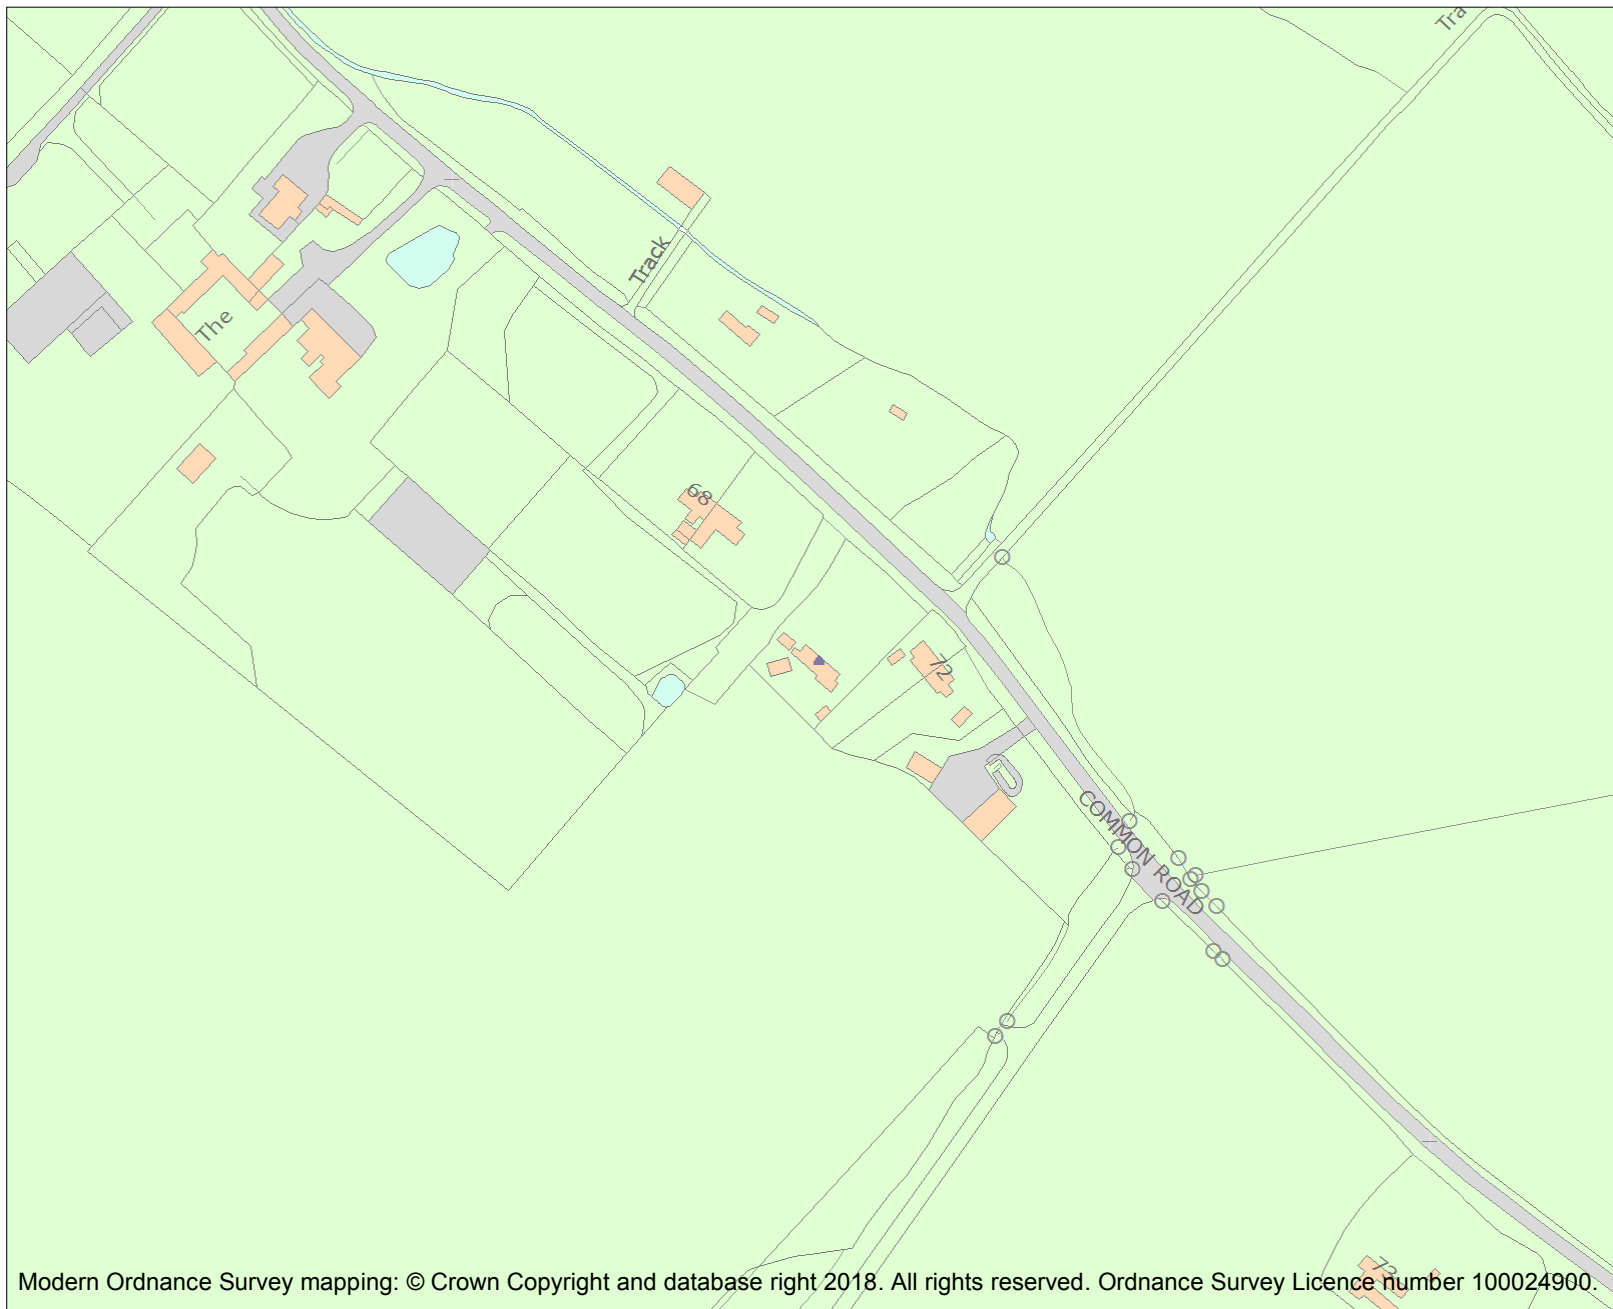 Tra
Track
The
68
72
COMMON ROAD
73
Modern Ordnance Survey mapping: © Crown Copyright and database right 2018. All rights reserved. Ordnance Survey Licence number 100024900.